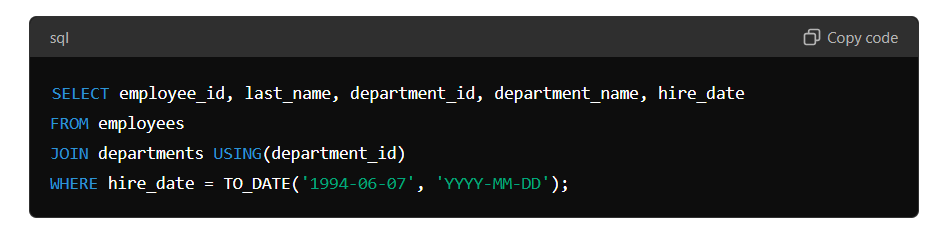 sql
Copy code
SELECT employee_id, last_name, department_id, department_name, hire_date
FROM employees
JOIN departments USING(department_id)
WHERE hire_date = TO_DATE('1994-06-07', 'YYYY-MM-DD');